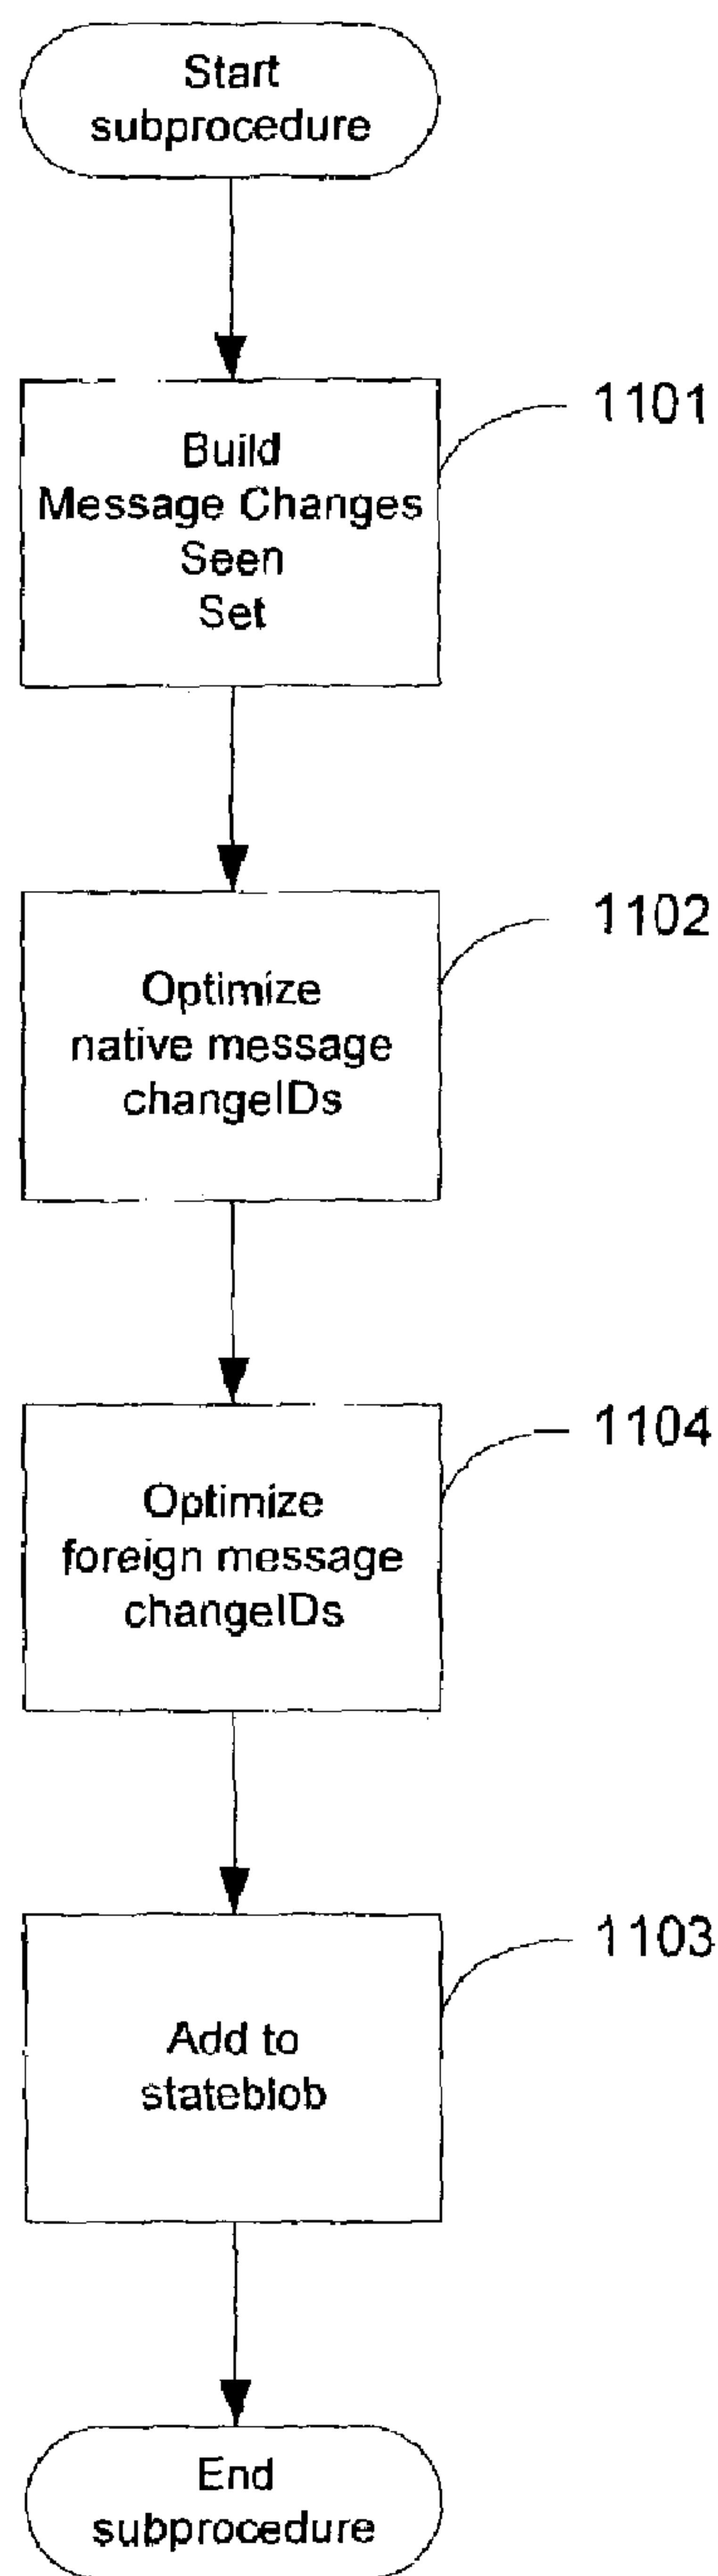 Start
subprocedure
1101
Build
Message Changes
Seen
Set
1102
Optimize
native message
changeIDs
1104
Optimize
foreign message
changeIDs
1103
Add to
stateblob
End
subprocedure